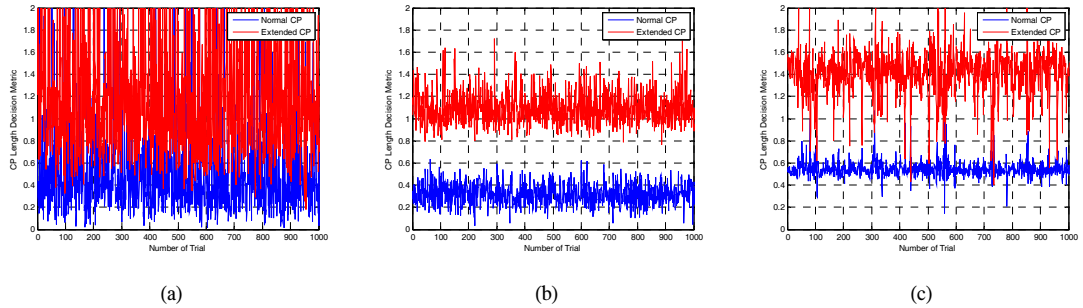 2
1.8
1.6
1.4
1.2
1
0.8
0.6
0.4
0.2
0
CP Length Decision Metric
Normal CP
Extended CP
0 100 200 300 400 500 600 700 800 900 1000
Number of Trial
(a)
2
1.8
1.6
1.4
1.2
1
0.8
0.6
0.4
0.2
0
CP Length Decision Metric
Normal CP
Extended CP
0 100 200 300 400 500 600 700 800 900 1000
Number of Trial
(b)
2
1.8
1.6
1.4
1.2
1
0.8
0.6
0.4
0.2
0
CP Length Decision Metric
Normal CP
Extended CP
0 100 200 300 400 500 600 700 800 900 1000
Number of Trial
(c)